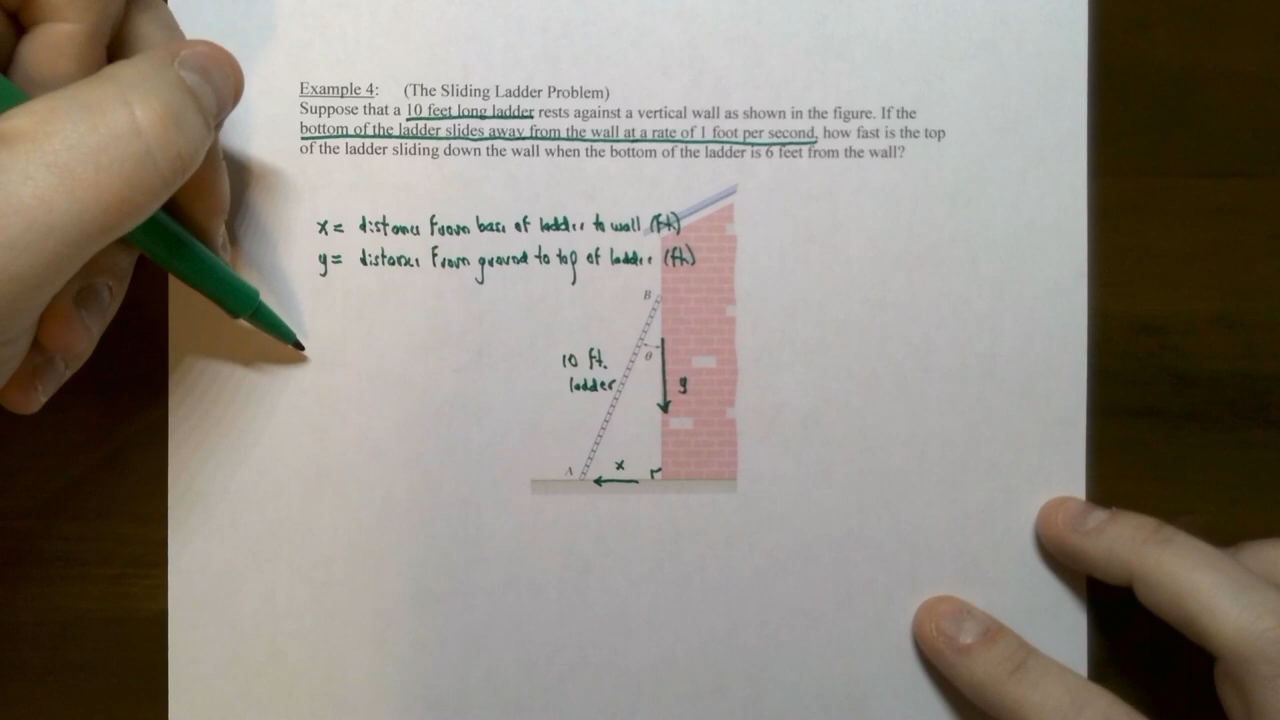 Example 4: (The Sliding Ladder Problem)
Suppose that a 10 feet long ladder rests against a vertical wall as shown in the figure. If the
bottom of the ladder slides away from the wall at a rate of 1 foot per second, how fast is the top
of the ladder sliding down the wall when the bottom of the ladder is 6 feet from the wall?
x = distance from base of ladder to wall (ft)
y = distance from ground to top of ladder (ft)
B
θ
10 ft.
ladder
y
A
x